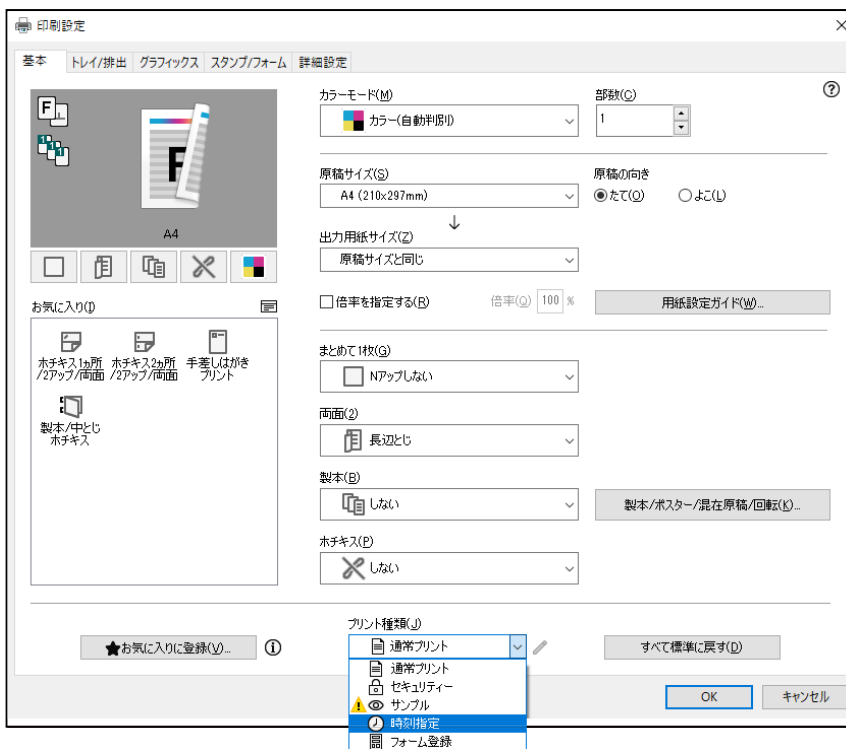 印刷設定
基本 トレイ/排出 グラフィックス スタンプ/フォーム 詳細設定
F
1 1 1
F
A4
カラーモード(M)
カラー(自動判別)
部数(C)
1
原稿サイズ(S)
A4 (210x297mm)
原稿の向き
たて(O) よこ(L)
出力用紙サイズ(Z)
原稿サイズと同じ
倍率を指定する(R) 倍率(Q) 100 %
用紙設定ガイド(W)...
お気に入り(I)
ホチキス1ヵ所
/2アップ/両面
ホチキス2ヵ所
/2アップ/両面
手差しはがき
プリント
製本/中とじ
ホチキス
まとめて1枚(G)
Nアップしない
両面(2)
長辺とじ
製本(B)
しない
製本/ポスター/混在原稿/回転(K)...
ホチキス(P)
しない
★お気に入りに登録(V)...
プリント種類(J)
通常プリント
すべて標準に戻す(D)
通常プリント
セキュリティー
サンプル
時刻指定
フォーム登録
OK キャンセル